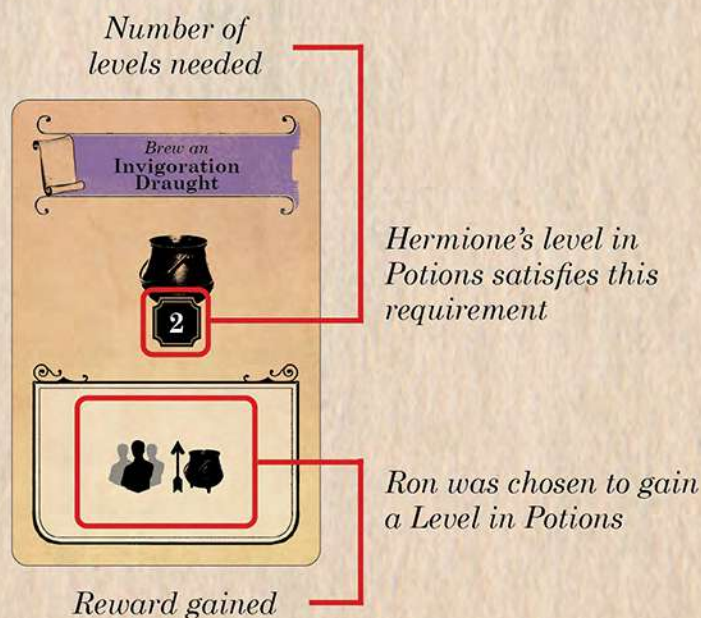 Number of
levels needed
Brew an
Invigoration
Draught
2
Hermione's level in
Potions satisfies this
requirement
Ron was chosen to gain
a Level in Potions
Reward gained